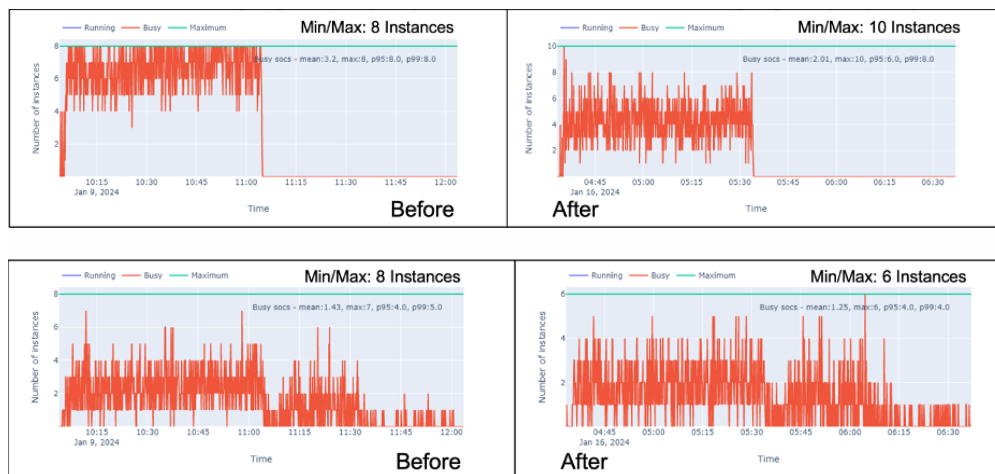 Running Busy Maximum Min/Max: 8 Instances
8
6
4
2
Number of instances
Busy socs - mean:3.2, max:8, p95:8.0, p99:8.0
10:15 10:30 10:45 11:00 11:15 11:30 11:45 12:00
Jan 9, 2024
Time
Before
Running Busy Maximum Min/Max: 10 Instances
10
8
6
4
2
Number of instances
Busy socs - mean:2.01, max:10, p95:6.0, p99:8.0
04:45 05:00 05:15 05:30 05:45 06:00 06:15 06:30
Jan 16, 2024
Time
After
Running Busy Maximum Min/Max: 8 Instances
8
6
4
2
Number of instances
Busy socs - mean:1.43, max:7, p95:4.0, p99:5.0
10:15 10:30 10:45 11:00 11:15 11:30 11:45 12:00
Jan 9, 2024
Time
Before
Running Busy Maximum Min/Max: 6 Instances
6
4
2
Number of instances
Busy socs - mean:1.25, max:6, p95:4.0, p99:4.0
04:45 05:00 05:15 05:30 05:45 06:00 06:15 06:30
Jan 16, 2024
Time
After